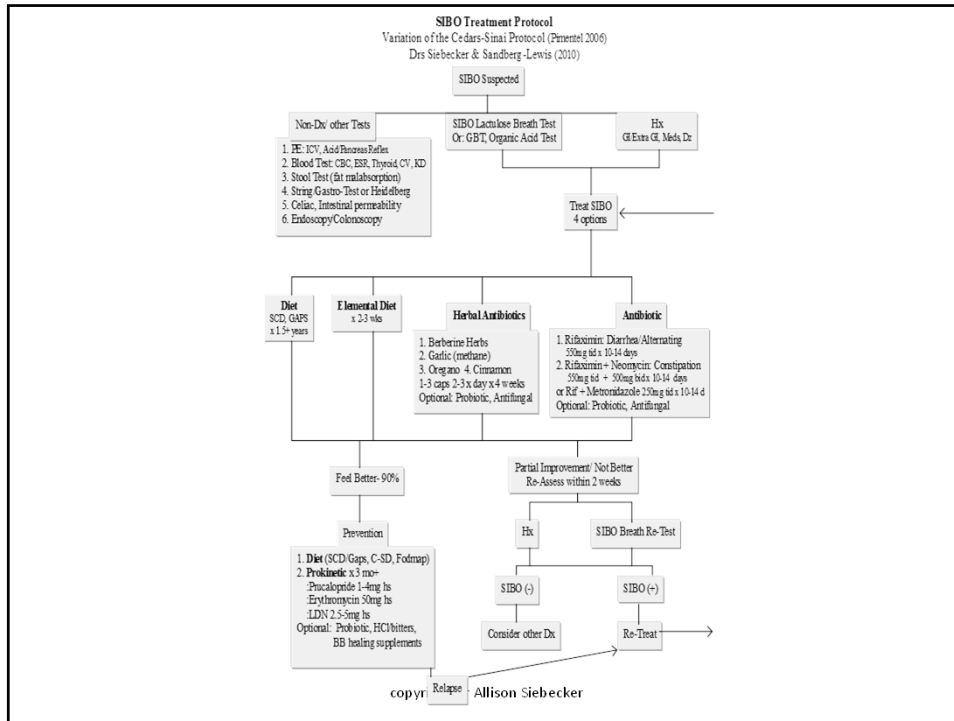 SIBO Treatment Protocol
Variation of the Cedars-Sinai Protocol (Pimentel 2006)
Drs Siebecker & Sandberg-Lewis (2010)
SIBO Suspected
Non-Dx/ other Tests
1. PE: ICV, Acid/Pancreas Reflex
2. Blood Test: CBC, ESR, Thyroid, CV, KD
3. Stool Test (fat malabsorption)
4. String/Gastro-Test or Heidelberg
5. Celiac, Intestinal permeability
6. Endoscopy/Colonoscopy
SIBO Lactulose Breath Test
Or: GBT, Organic Acid Test
Hx
GI/Extra GI, Meds, Dz
Treat SIBO
4 options
Diet
SCD, GAPS
x 1.5+ years
Elemental Diet
x 2-3 wks
Herbal Antibiotics
1. Berberine Herbs
2. Garlic (methane)
3. Oregano 4. Cinnamon
1-3 caps 2-3 x day x 4 weeks
Optional: Probiotic, Antifungal
Antibiotic
1. Rifaximin: Diarrhea/Alternating
550mg tid x 10-14 days
2. Rifaximin + Neomycin: Constipation
550mg tid + 500mg bid x 10-14 days
or Rif + Metronidazole 250mg tid x 10-14 d
Optional: Probiotic, Antifungal
Feel Better- 90%
Prevention
1. Diet (SCD/Gaps, C-SD, Fodmap)
2. Prokinetic x 3 mo+
:Prucalopride 1-4mg hs
:Erythromycin 50mg hs
:LDN 2.5-5mg hs
Optional: Probiotic, HCl/bitters,
BB healing supplements
Partial Improvement/ Not Better
Re-Assess within 2 weeks
Hx
SIBO Breath Re-Test
SIBO (-)
SIBO (+)
Consider other Dx
Re-Treat
Relapse
copyr Allison Siebecker